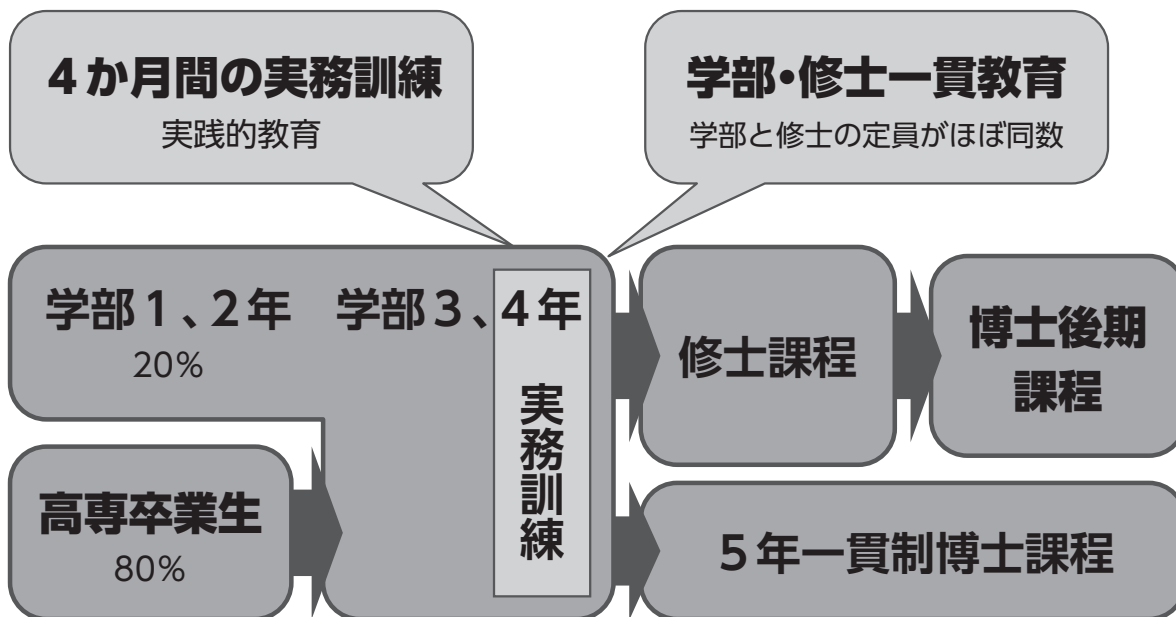 4か月間の実務訓練
実践的教育
学部・修士一貫教育
学部と修士の定員がほぼ同数
学部1、2年
20%
学部3、4年
実務訓練
高専卒業生
80%
修士課程
博士後期
課程
5年一貫制博士課程